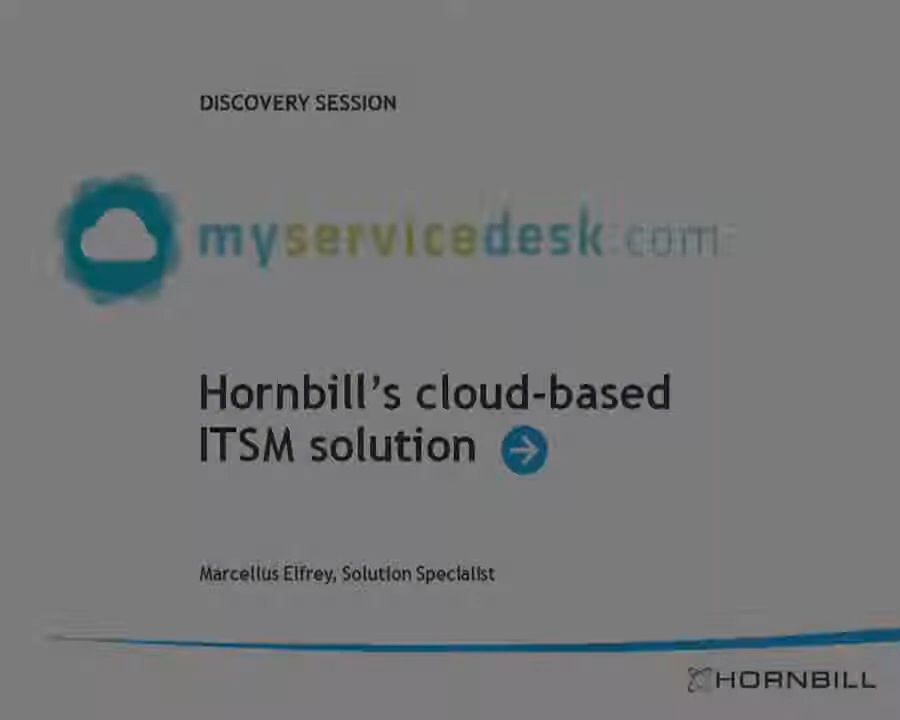 DISCOVERY SESSION
myservicedesk.com
Hornbill's cloud-based
ITSM solution
Marcellus Elfrey, Solution Specialist
HORNBILL